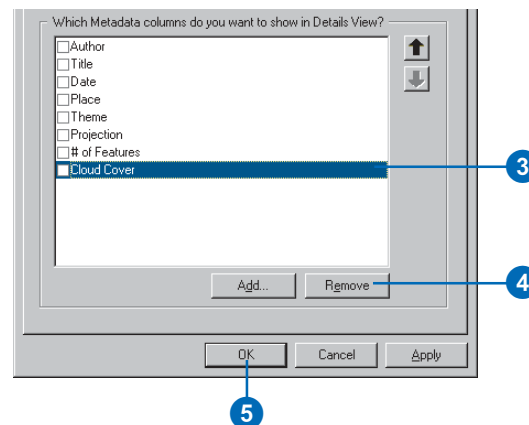 Which Metadata columns do you want to show in Details View?
Author
Title
Date
Place
Theme
Projection
# of Features
Cloud Cover
3
Add...
Remove
4
OK
Cancel
Apply
5